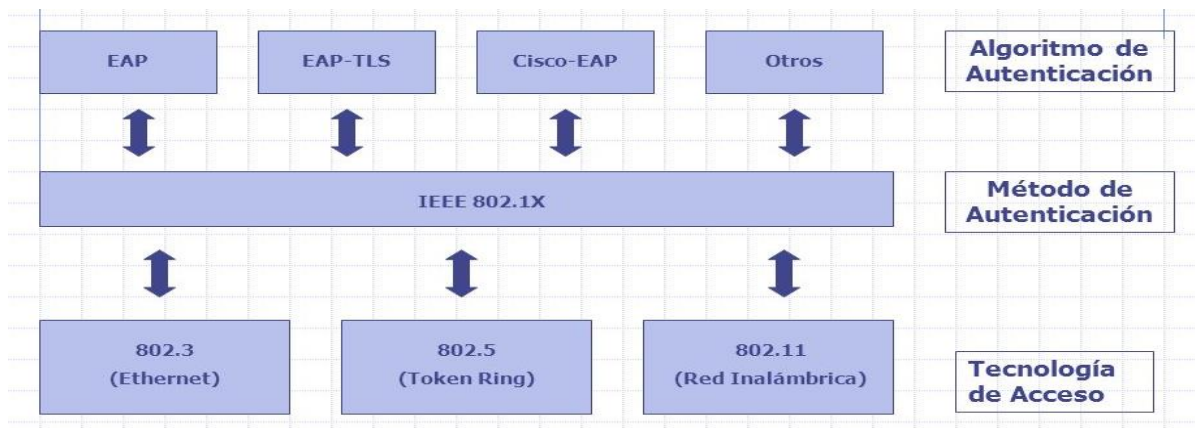 EAP
EAP-TLS
Cisco-EAP
Otros
Algoritmo de
Autenticación
IEEE 802.1X
Método de
Autenticación
802.3
(Ethernet)
802.5
(Token Ring)
802.11
(Red Inalámbrica)
Tecnología
de Acceso